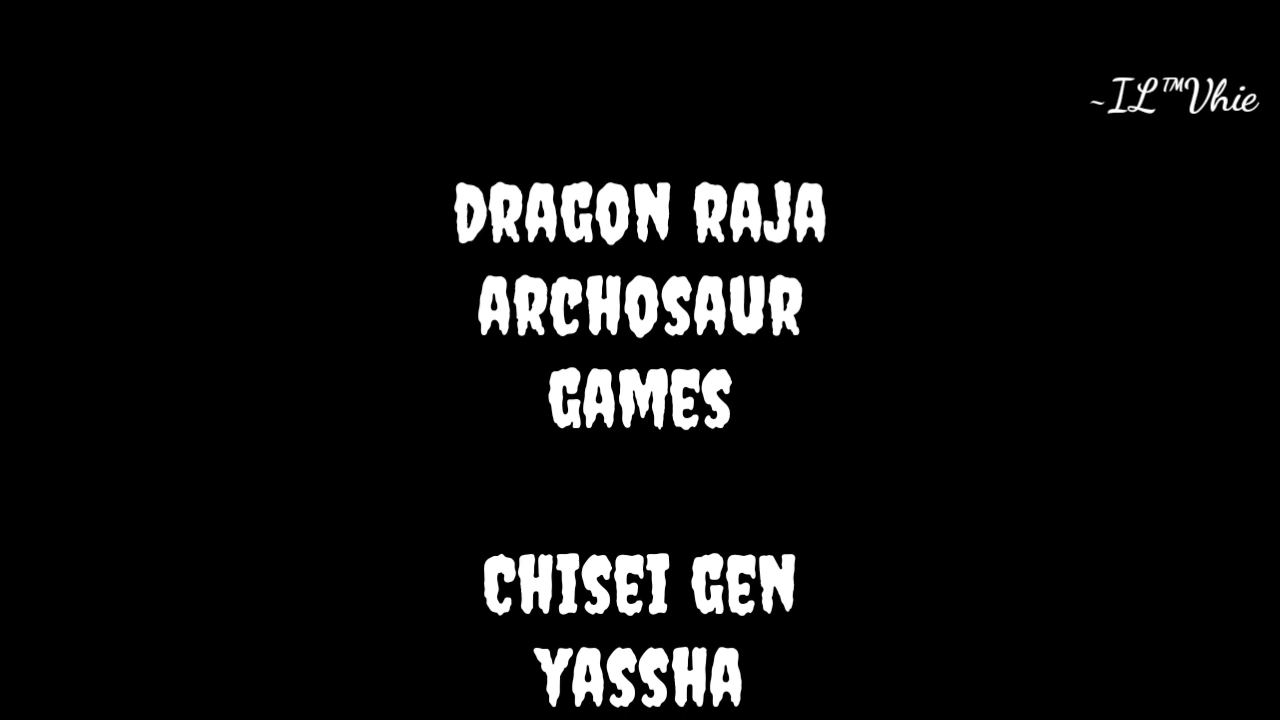 ~IL™Vhie
DRAGON RAJA
ARCHOSAUR
GAMES
CHISEI GEN
YASSHA